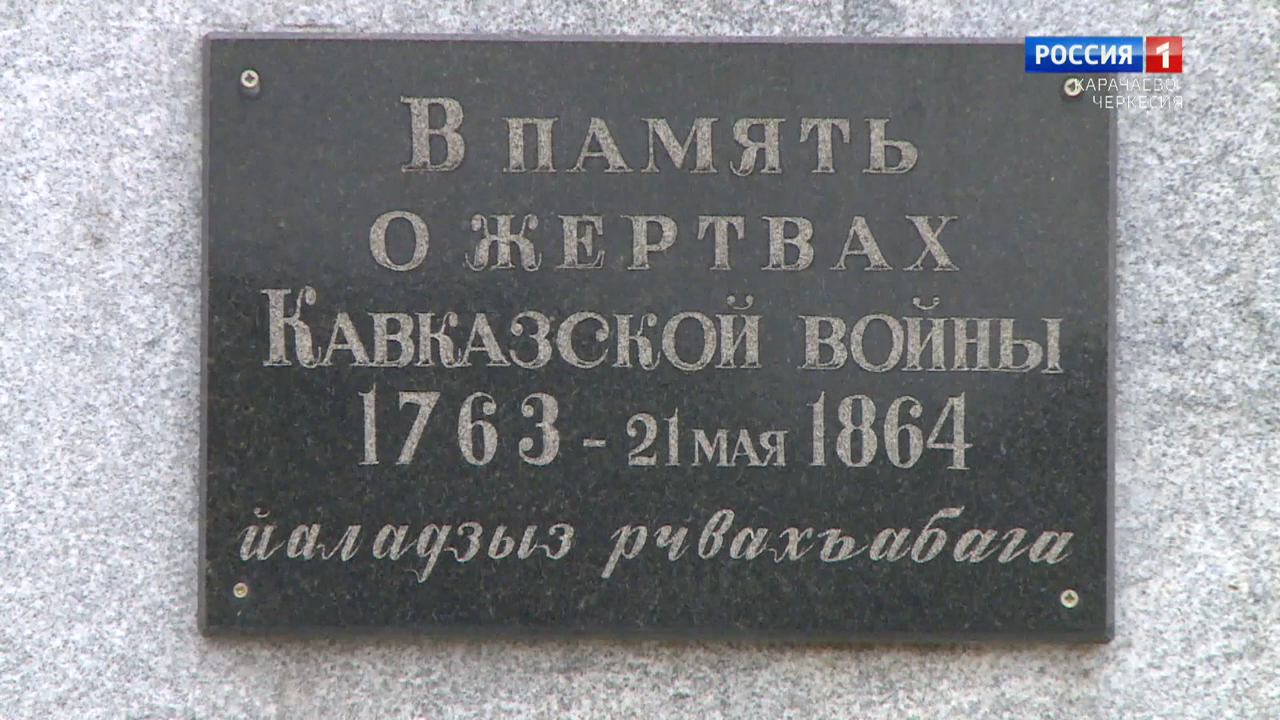 РОССИЯ 1
КАРАЧАЕВО-
ЧЕРКЕСИЯ
В ПАМЯТЬ
О ЖЕРТВАХ
КАВКАЗСКОЙ ВОЙНЫ
1763 - 21 МАЯ 1864
йаладзыз рчвахъабага